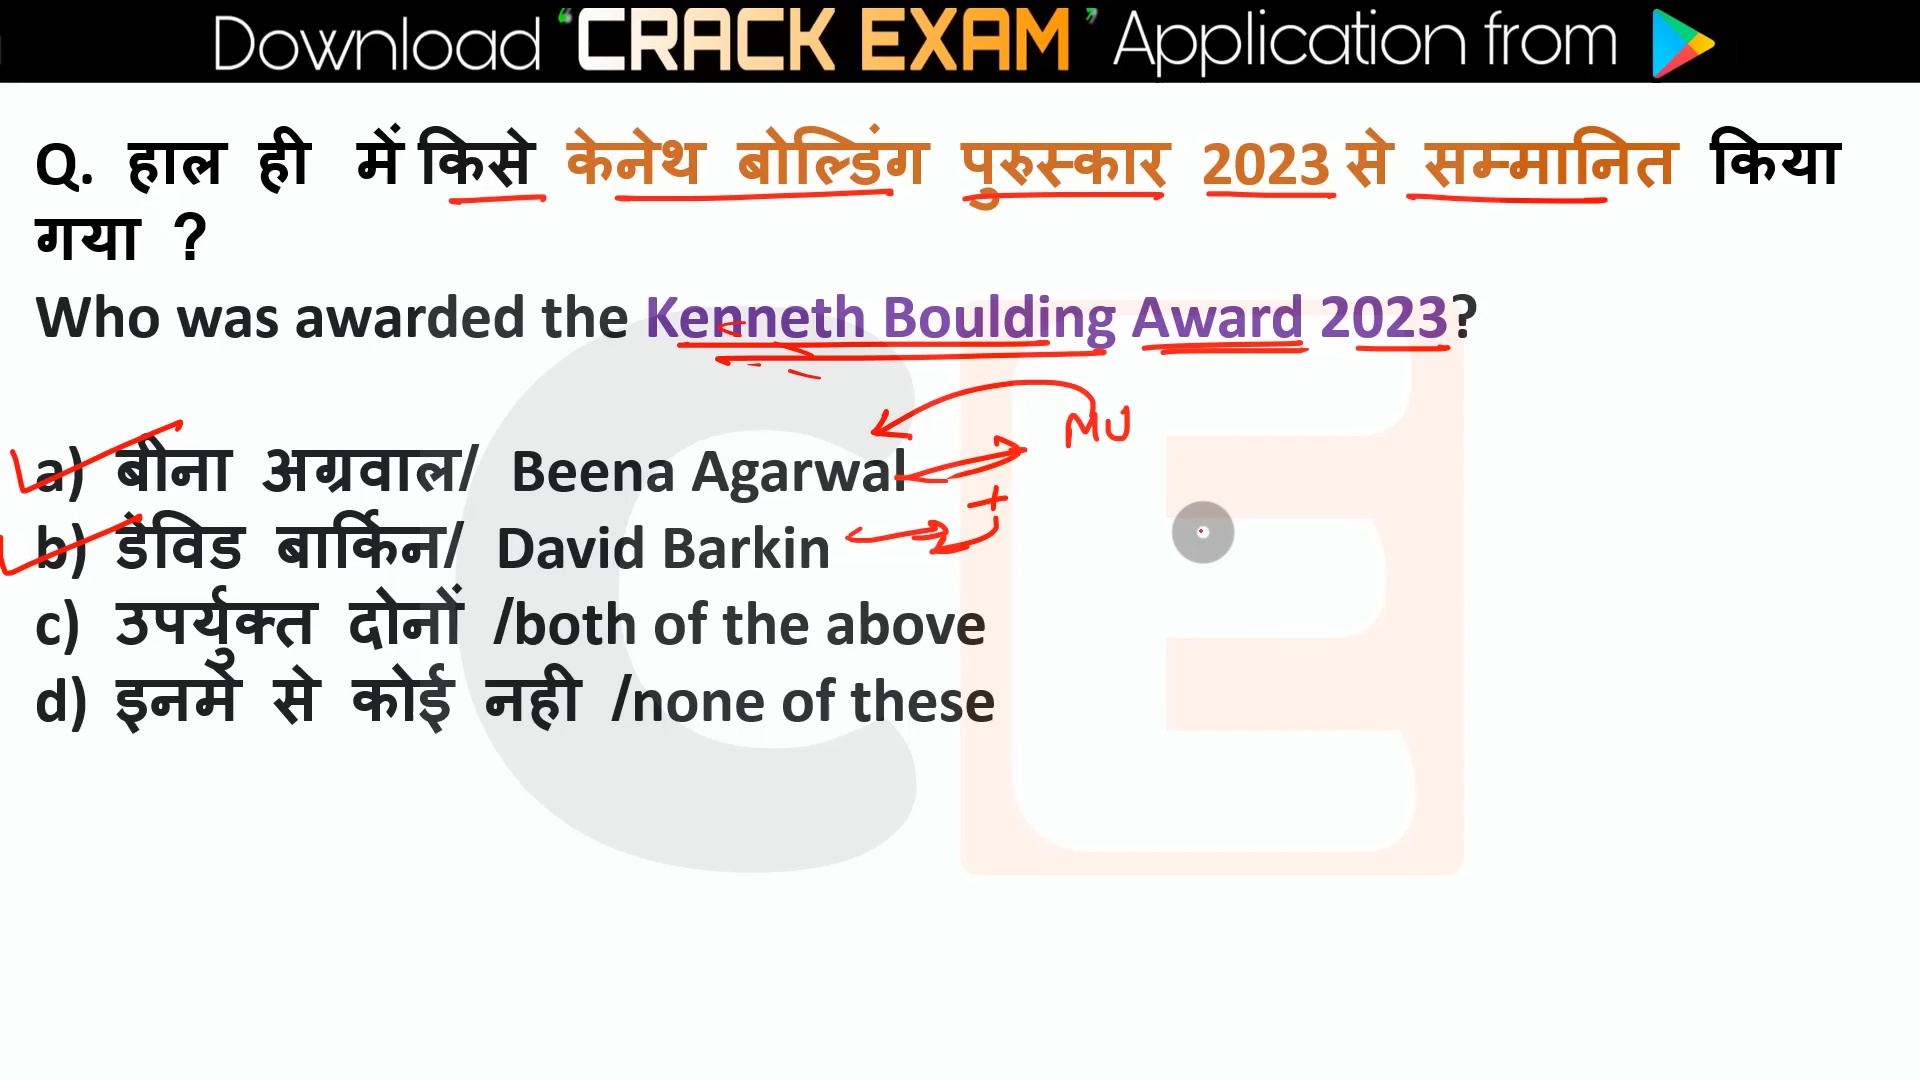 Download ‘CRACK EXAM’ Application from
Q. हाल ही में किसे केनेथ बोल्डिंग पुरुस्कार 2023 से सम्मानित किया
गया ?
Who was awarded the Kenneth Boulding Award 2023?
MU
a) बीना अग्रवाल/ Beena Agarwal
b) डेविड बार्किन/ David Barkin
c) उपर्युक्त दोनों /both of the above
d) इनमे से कोई नही /none of these
CE